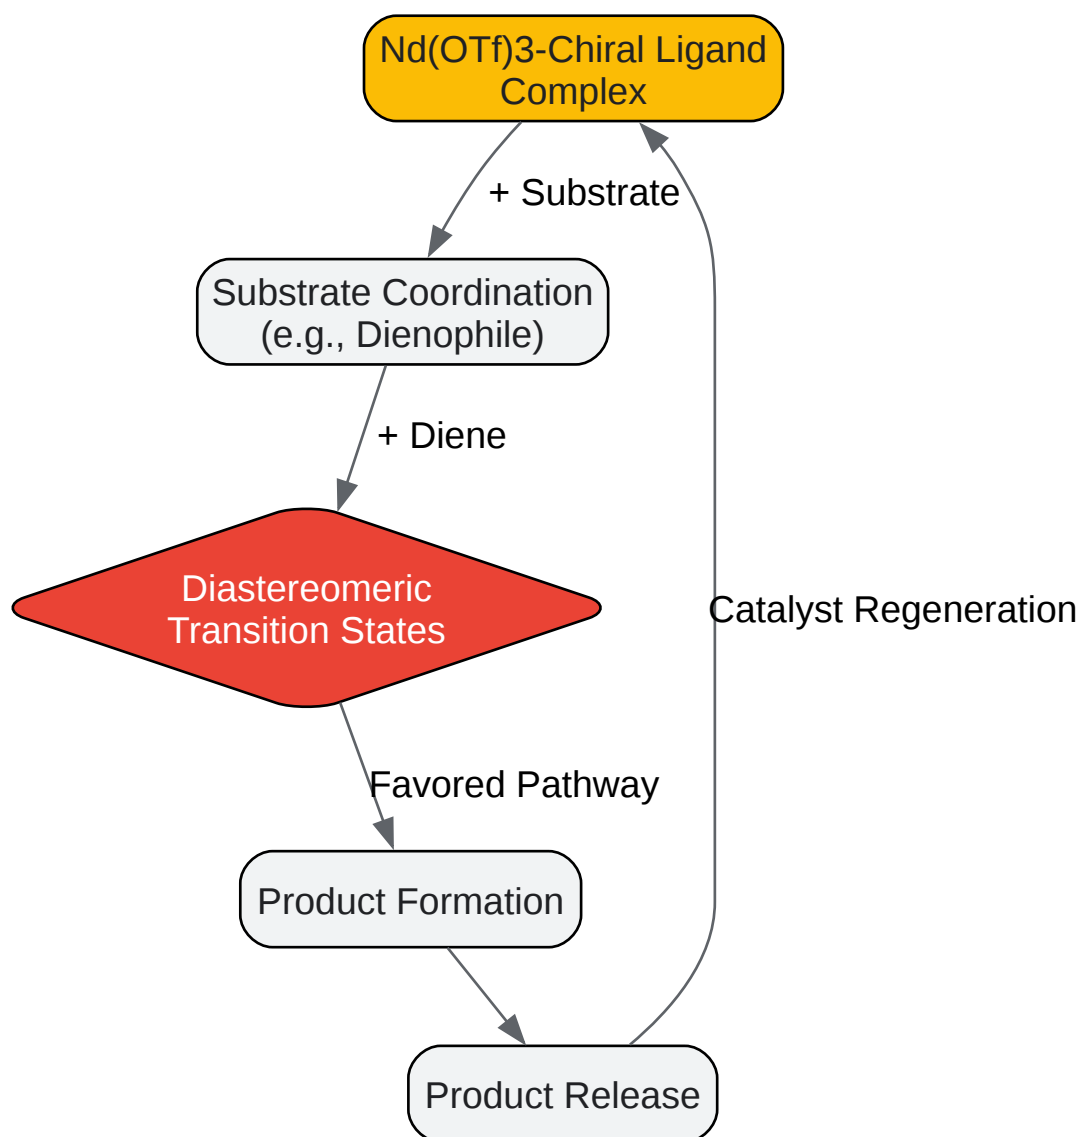 Nd(OTf)3-Chiral Ligand
Complex
+ Substrate
Substrate Coordination
(e.g., Dienophile)
+ Diene
Diastereomeric
Transition States
Catalyst Regeneration
Favored Pathway
Product Formation
Product Release